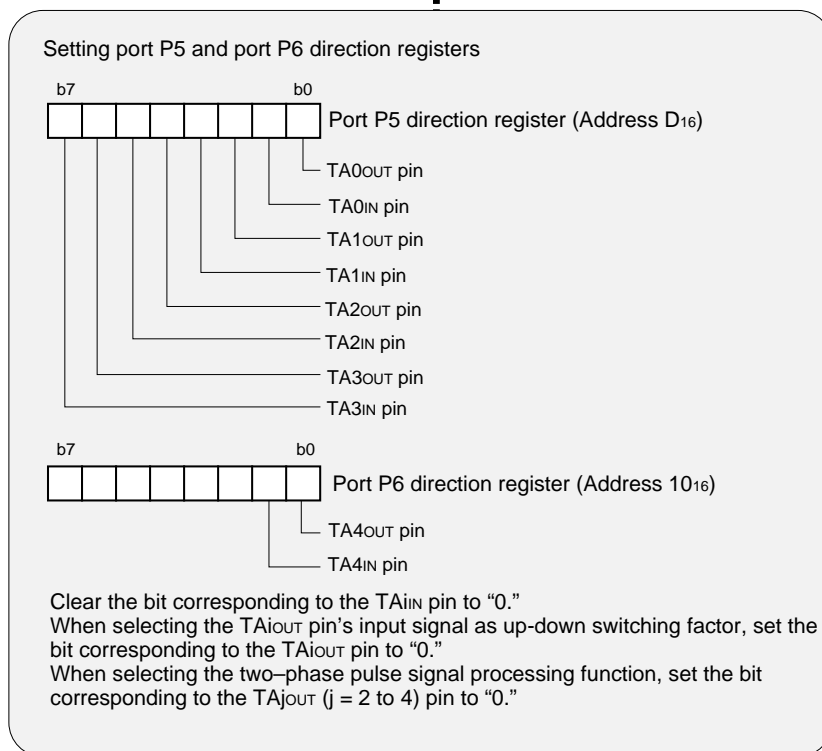 Setting port P5 and port P6 direction registers
b7 b0
Port P5 direction register (Address D16)
TA0OUT pin
TA0IN pin
TA1OUT pin
TA1IN pin
TA2OUT pin
TA2IN pin
TA3OUT pin
TA3IN pin
b7 b0
Port P6 direction register (Address 1016)
TA4OUT pin
TA4IN pin
Clear the bit corresponding to the TAiIN pin to “0.”
When selecting the TAiOUT pin’s input signal as up-down switching factor, set the
bit corresponding to the TAiOUT pin to “0.”
When selecting the two–phase pulse signal processing function, set the bit
corresponding to the TAjOUT (j = 2 to 4) pin to “0.”